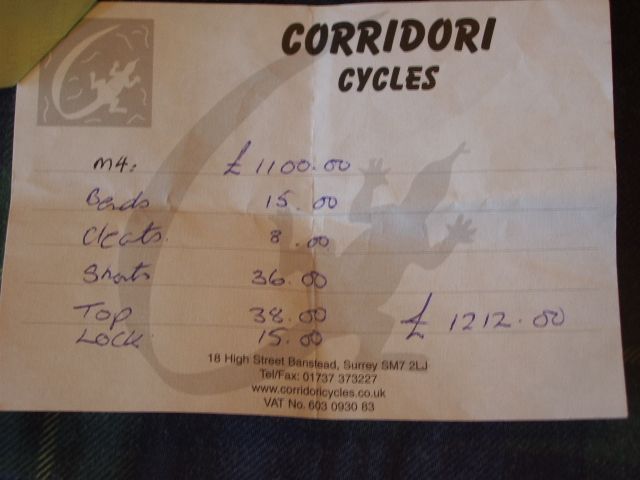 CORRIDORI
CYCLES
M4: £1100.00
Bends 15.00
Cleats 8.00
Shorts 36.00
Top 38.00
£1212.00
LOCK 15.00
18 High Street Banstead, Surrey SM7 2LJ
Tel/Fax: 01737 373227
www.corridoricycles.co.uk
VAT No. 603 0930 83